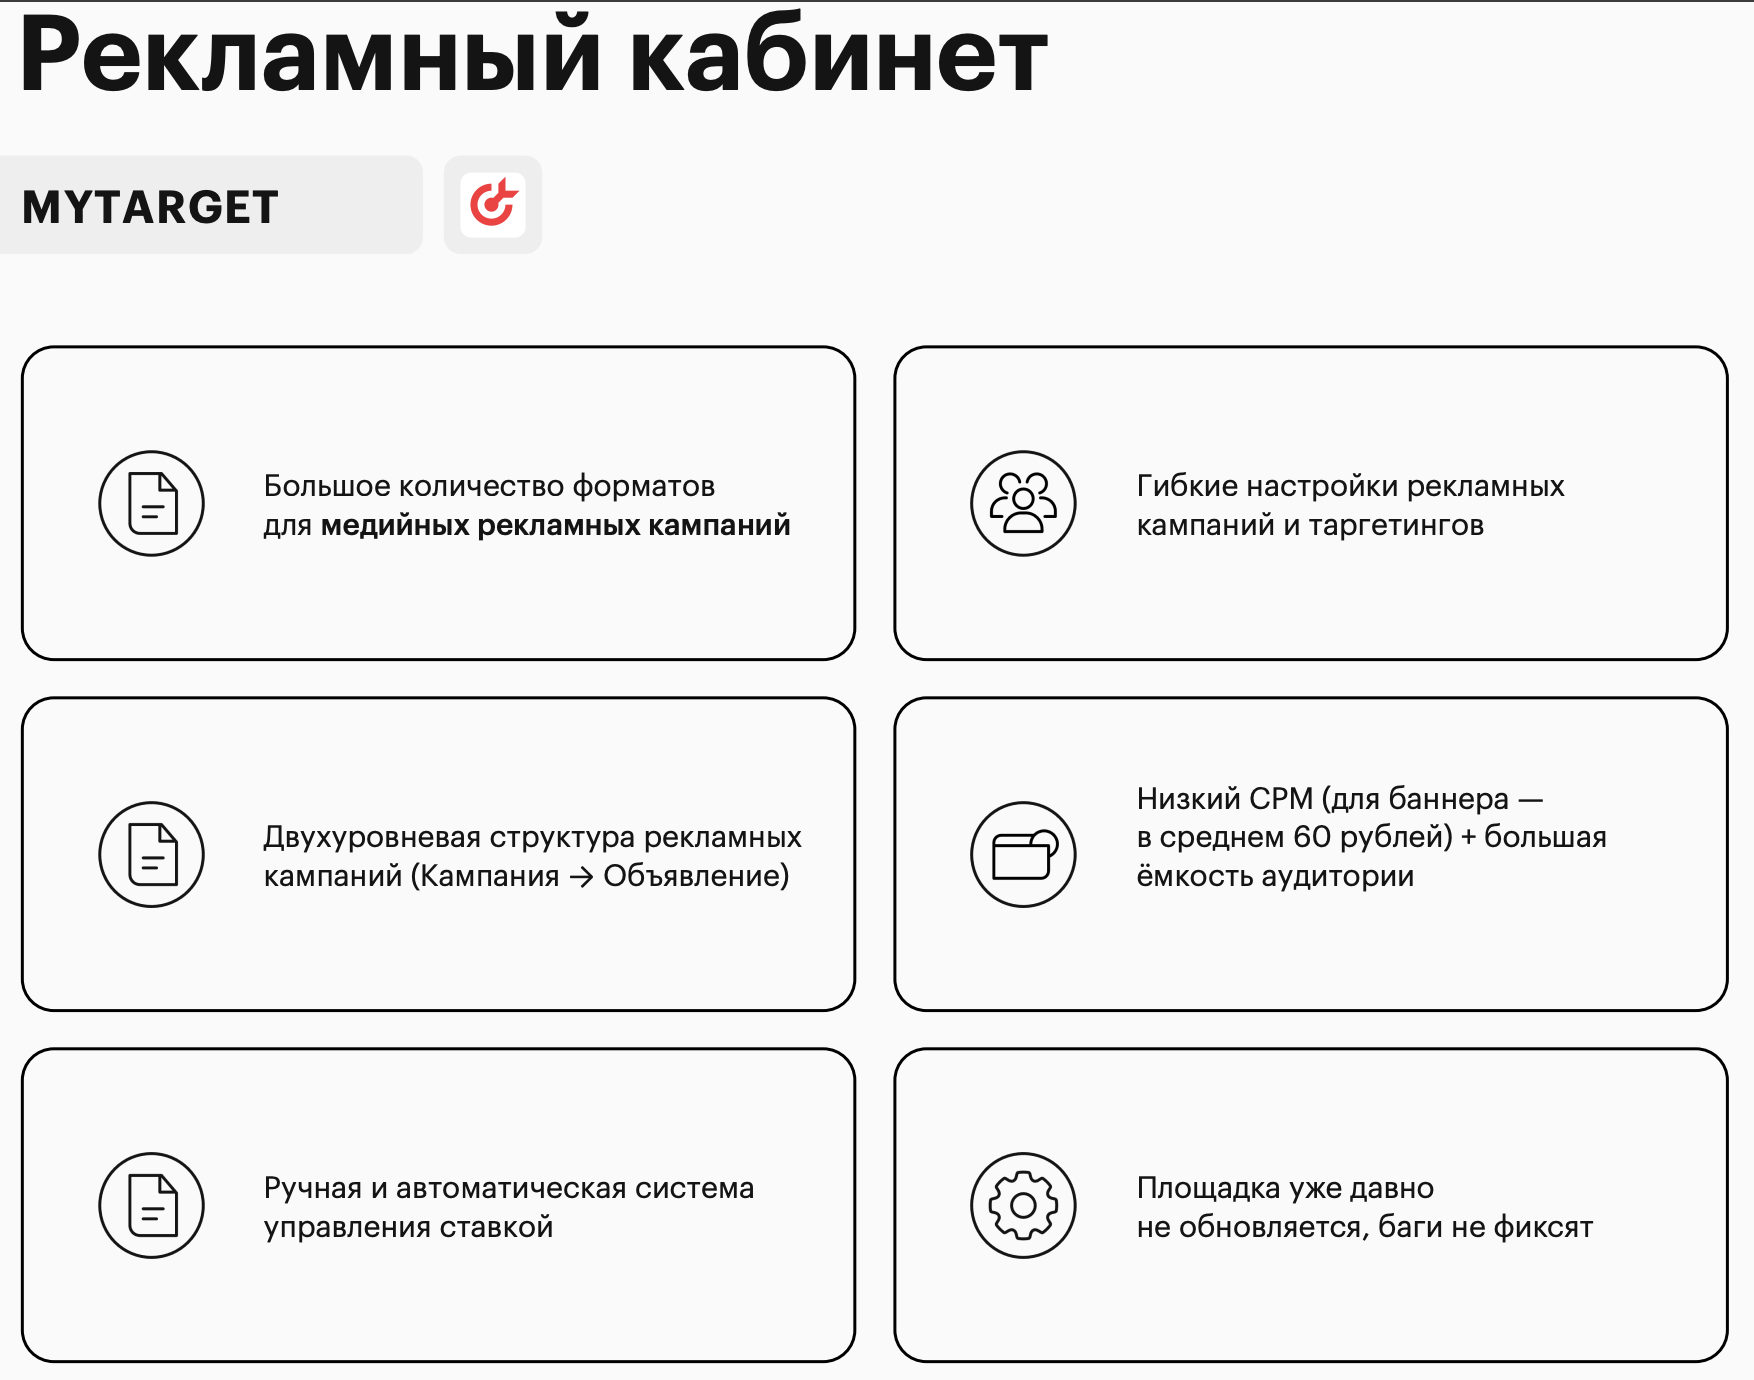 Рекламный кабинет
MYTARGET
Большое количество форматов
для медийных рекламных кампаний
Гибкие настройки рекламных
кампаний и таргетингов
Двухуровневая структура рекламных
кампаний (Кампания → Объявление)
Низкий CPM (для баннера —
в среднем 60 рублей) + большая
ёмкость аудитории
Ручная и автоматическая система
управления ставкой
Площадка уже давно
не обновляется, баги не фиксят